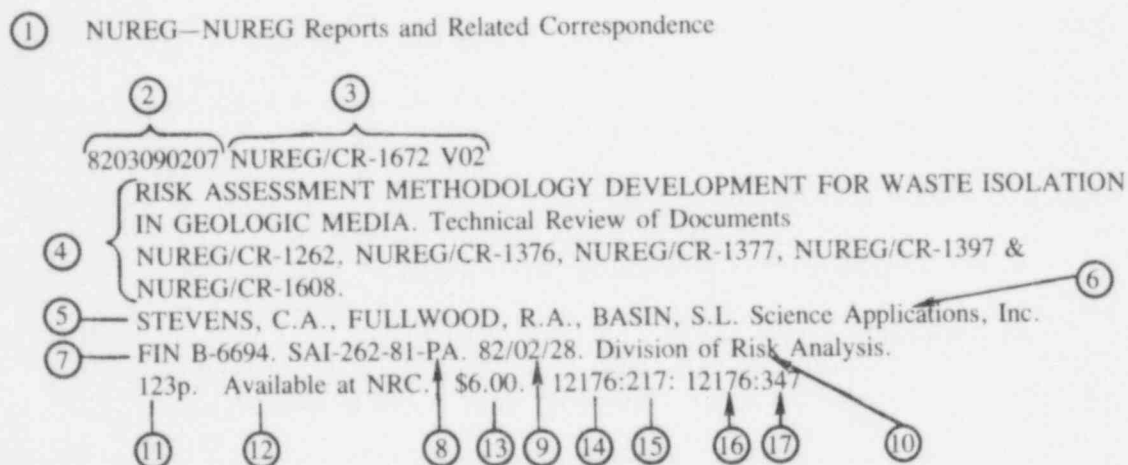 ① NUREG—NUREG Reports and Related Correspondence
② ③
8203090207 NUREG/CR-1672 V02
RISK ASSESSMENT METHODOLOGY DEVELOPMENT FOR WASTE ISOLATION
IN GEOLOGIC MEDIA. Technical Review of Documents
④ NUREG/CR-1262, NUREG/CR-1376, NUREG/CR-1377, NUREG/CR-1397 &
NUREG/CR-1608.
⑥
⑤ STEVENS, C.A., FULLWOOD, R.A., BASIN, S.L. Science Applications, Inc.
⑦ FIN B-6694. SAI-262-81-PA. 82/02/28. Division of Risk Analysis.
123p. Available at NRC. $6.00. 12176:217: 12176:347
⑪ ⑫ ⑧ ⑬ ⑨ ⑭ ⑮ ⑯ ⑰ ⑩